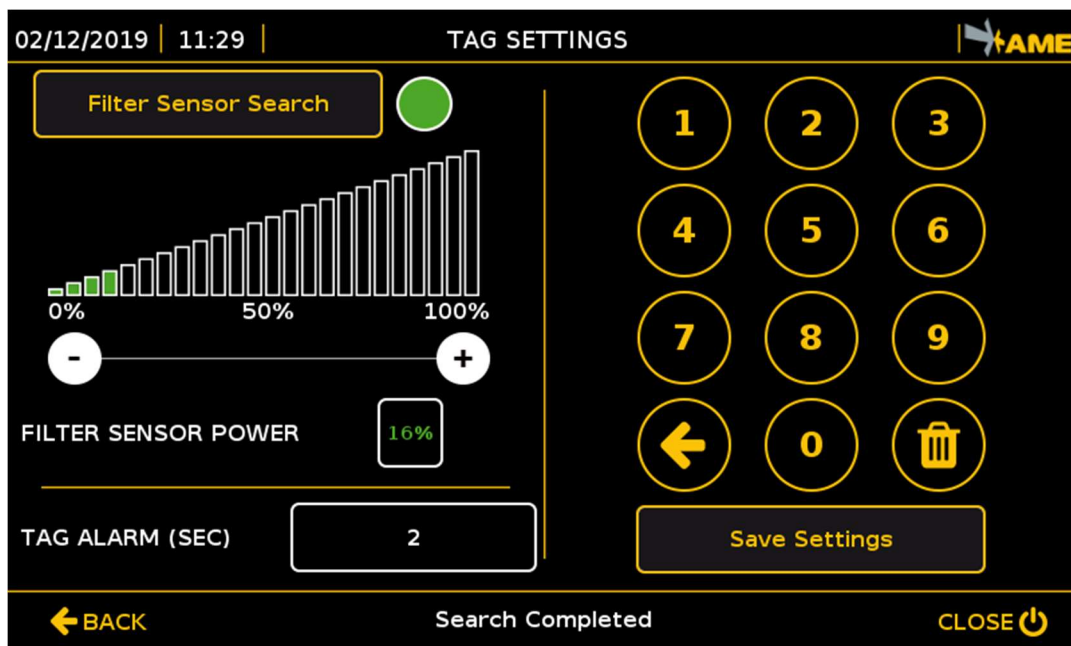 02/12/2019 11:29 TAG SETTINGS AME
Filter Sensor Search
0% 50% 100%
- +
FILTER SENSOR POWER 16%
TAG ALARM (SEC) 2
1 2 3
4 5 6
7 8 9
0
Save Settings
BACK Search Completed CLOSE